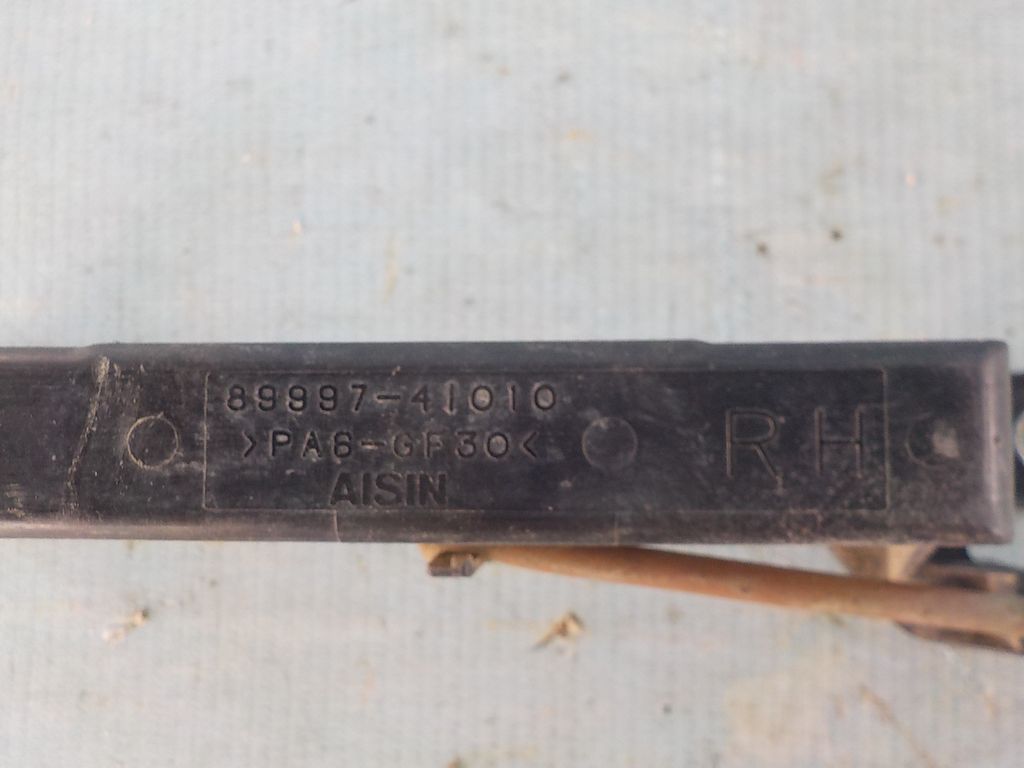 89997-41010
>PA6-GF30<
AISIN
RH